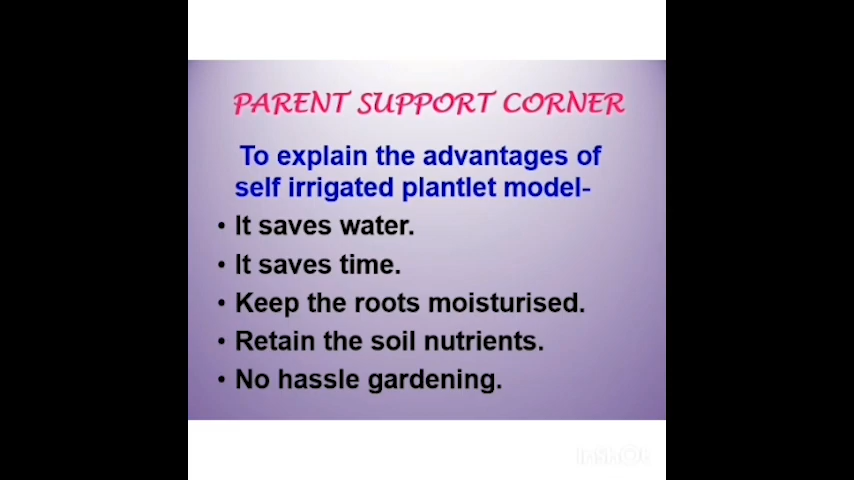 PARENT SUPPORT CORNER
To explain the advantages of
self irrigated plantlet model-
• It saves water.
• It saves time.
• Keep the roots moisturised.
• Retain the soil nutrients.
• No hassle gardening.
InShOt